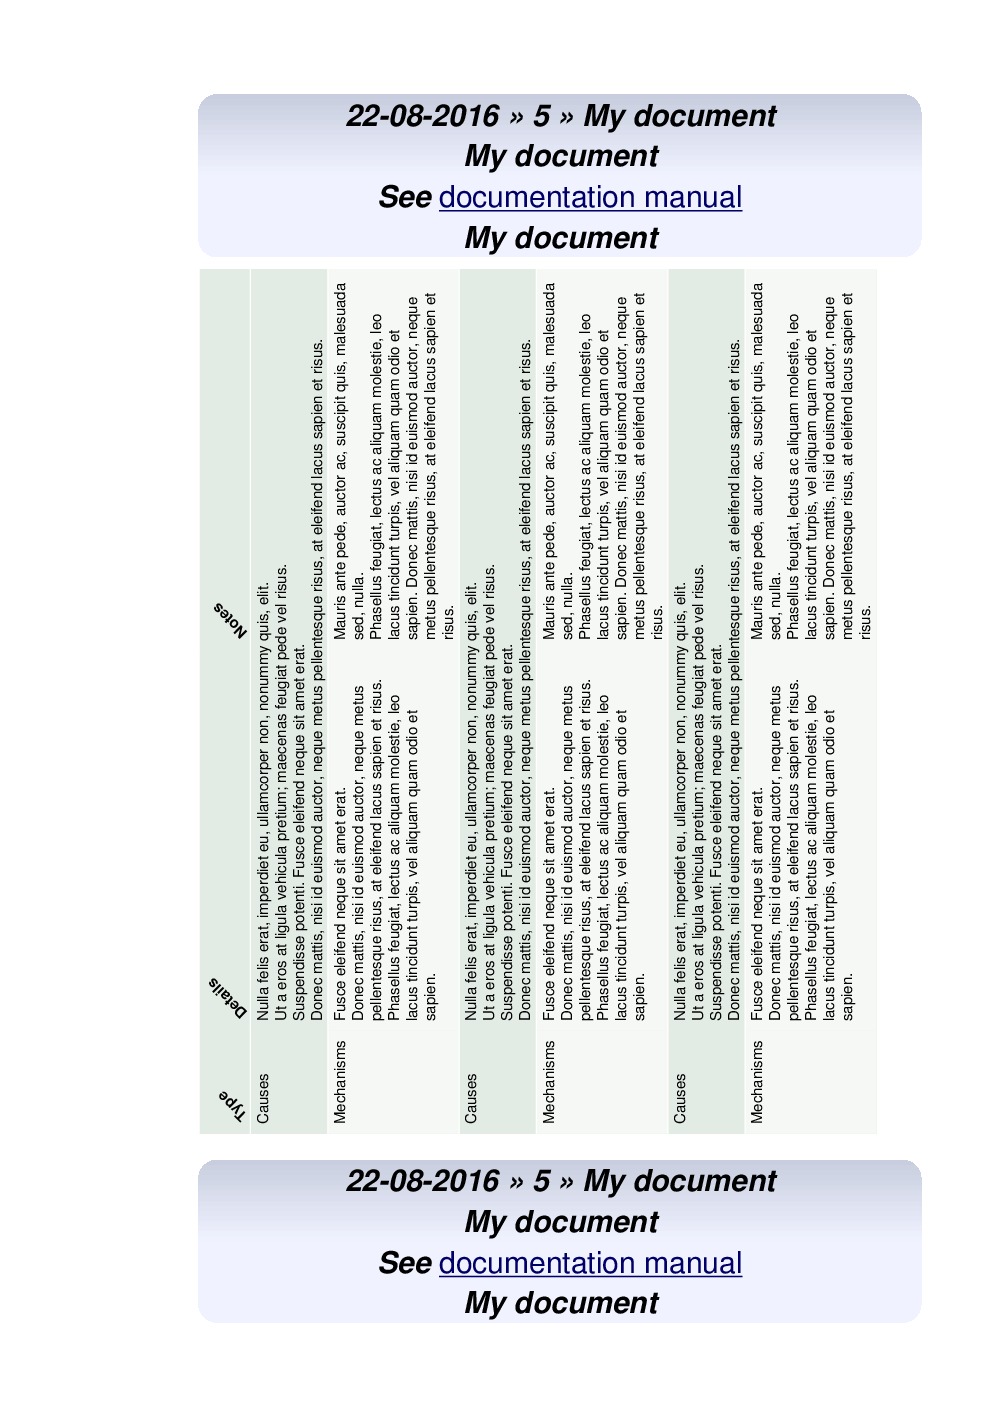 22-08-2016 » 5 » My document
My document
See documentation manual
My document
Type
Details
Notes
Causes
Nulla felis erat, imperdiet eu, ullamcorper non, nonummy quis, elit.
Ut a eros at ligula vehicula pretium; maecenas feugiat pede vel risus.
Suspendisse potenti. Fusce eleifend neque sit amet erat.
Donec mattis, nisi id euismod auctor, neque metus pellentesque risus, at eleifend lacus sapien et risus.
Mechanisms
Fusce eleifend neque sit amet erat.
Donec mattis, nisi id euismod auctor, neque metus
pellentesque risus, at eleifend lacus sapien et risus.
Phasellus feugiat, lectus ac aliquam molestie, leo
lacus tincidunt turpis, vel aliquam quam odio et
sapien.
Mauris ante pede, auctor ac, suscipit quis, malesuada
sed, nulla.
Phasellus feugiat, lectus ac aliquam molestie, leo
lacus tincidunt turpis, vel aliquam quam odio et
sapien. Donec mattis, nisi id euismod auctor, neque
metus pellentesque risus, at eleifend lacus sapien et
risus.
Causes
Nulla felis erat, imperdiet eu, ullamcorper non, nonummy quis, elit.
Ut a eros at ligula vehicula pretium; maecenas feugiat pede vel risus.
Suspendisse potenti. Fusce eleifend neque sit amet erat.
Donec mattis, nisi id euismod auctor, neque metus pellentesque risus, at eleifend lacus sapien et risus.
Mechanisms
Fusce eleifend neque sit amet erat.
Donec mattis, nisi id euismod auctor, neque metus
pellentesque risus, at eleifend lacus sapien et risus.
Phasellus feugiat, lectus ac aliquam molestie, leo
lacus tincidunt turpis, vel aliquam quam odio et
sapien.
Mauris ante pede, auctor ac, suscipit quis, malesuada
sed, nulla.
Phasellus feugiat, lectus ac aliquam molestie, leo
lacus tincidunt turpis, vel aliquam quam odio et
sapien. Donec mattis, nisi id euismod auctor, neque
metus pellentesque risus, at eleifend lacus sapien et
risus.
Causes
Nulla felis erat, imperdiet eu, ullamcorper non, nonummy quis, elit.
Ut a eros at ligula vehicula pretium; maecenas feugiat pede vel risus.
Suspendisse potenti. Fusce eleifend neque sit amet erat.
Donec mattis, nisi id euismod auctor, neque metus pellentesque risus, at eleifend lacus sapien et risus.
Mechanisms
Fusce eleifend neque sit amet erat.
Donec mattis, nisi id euismod auctor, neque metus
pellentesque risus, at eleifend lacus sapien et risus.
Phasellus feugiat, lectus ac aliquam molestie, leo
lacus tincidunt turpis, vel aliquam quam odio et
sapien.
Mauris ante pede, auctor ac, suscipit quis, malesuada
sed, nulla.
Phasellus feugiat, lectus ac aliquam molestie, leo
lacus tincidunt turpis, vel aliquam quam odio et
sapien. Donec mattis, nisi id euismod auctor, neque
metus pellentesque risus, at eleifend lacus sapien et
risus.
22-08-2016 » 5 » My document
My document
See documentation manual
My document